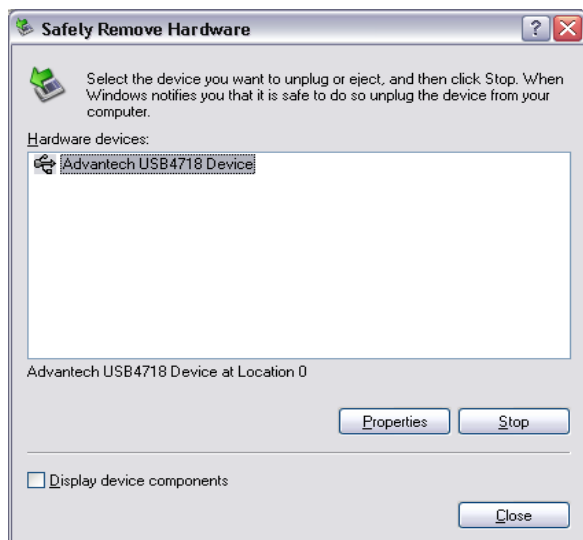 Safely Remove Hardware
?
Select the device you want to unplug or eject, and then click Stop. When
Windows notifies you that it is safe to do so unplug the device from your
computer.
Hardware devices:
Advantech USB4718 Device
Advantech USB4718 Device at Location 0
Properties Stop
Display device components
Close